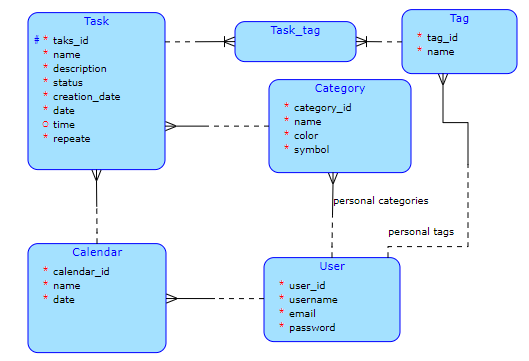 Task
# * taks_id
* name
* description
* status
* creation_date
* date
o time
* repeate
Task_tag
Tag
* tag_id
* name
Category
* category_id
* name
* color
* symbol
personal categories
personal tags
Calendar
* calendar_id
* name
* date
User
* user_id
* username
* email
* password